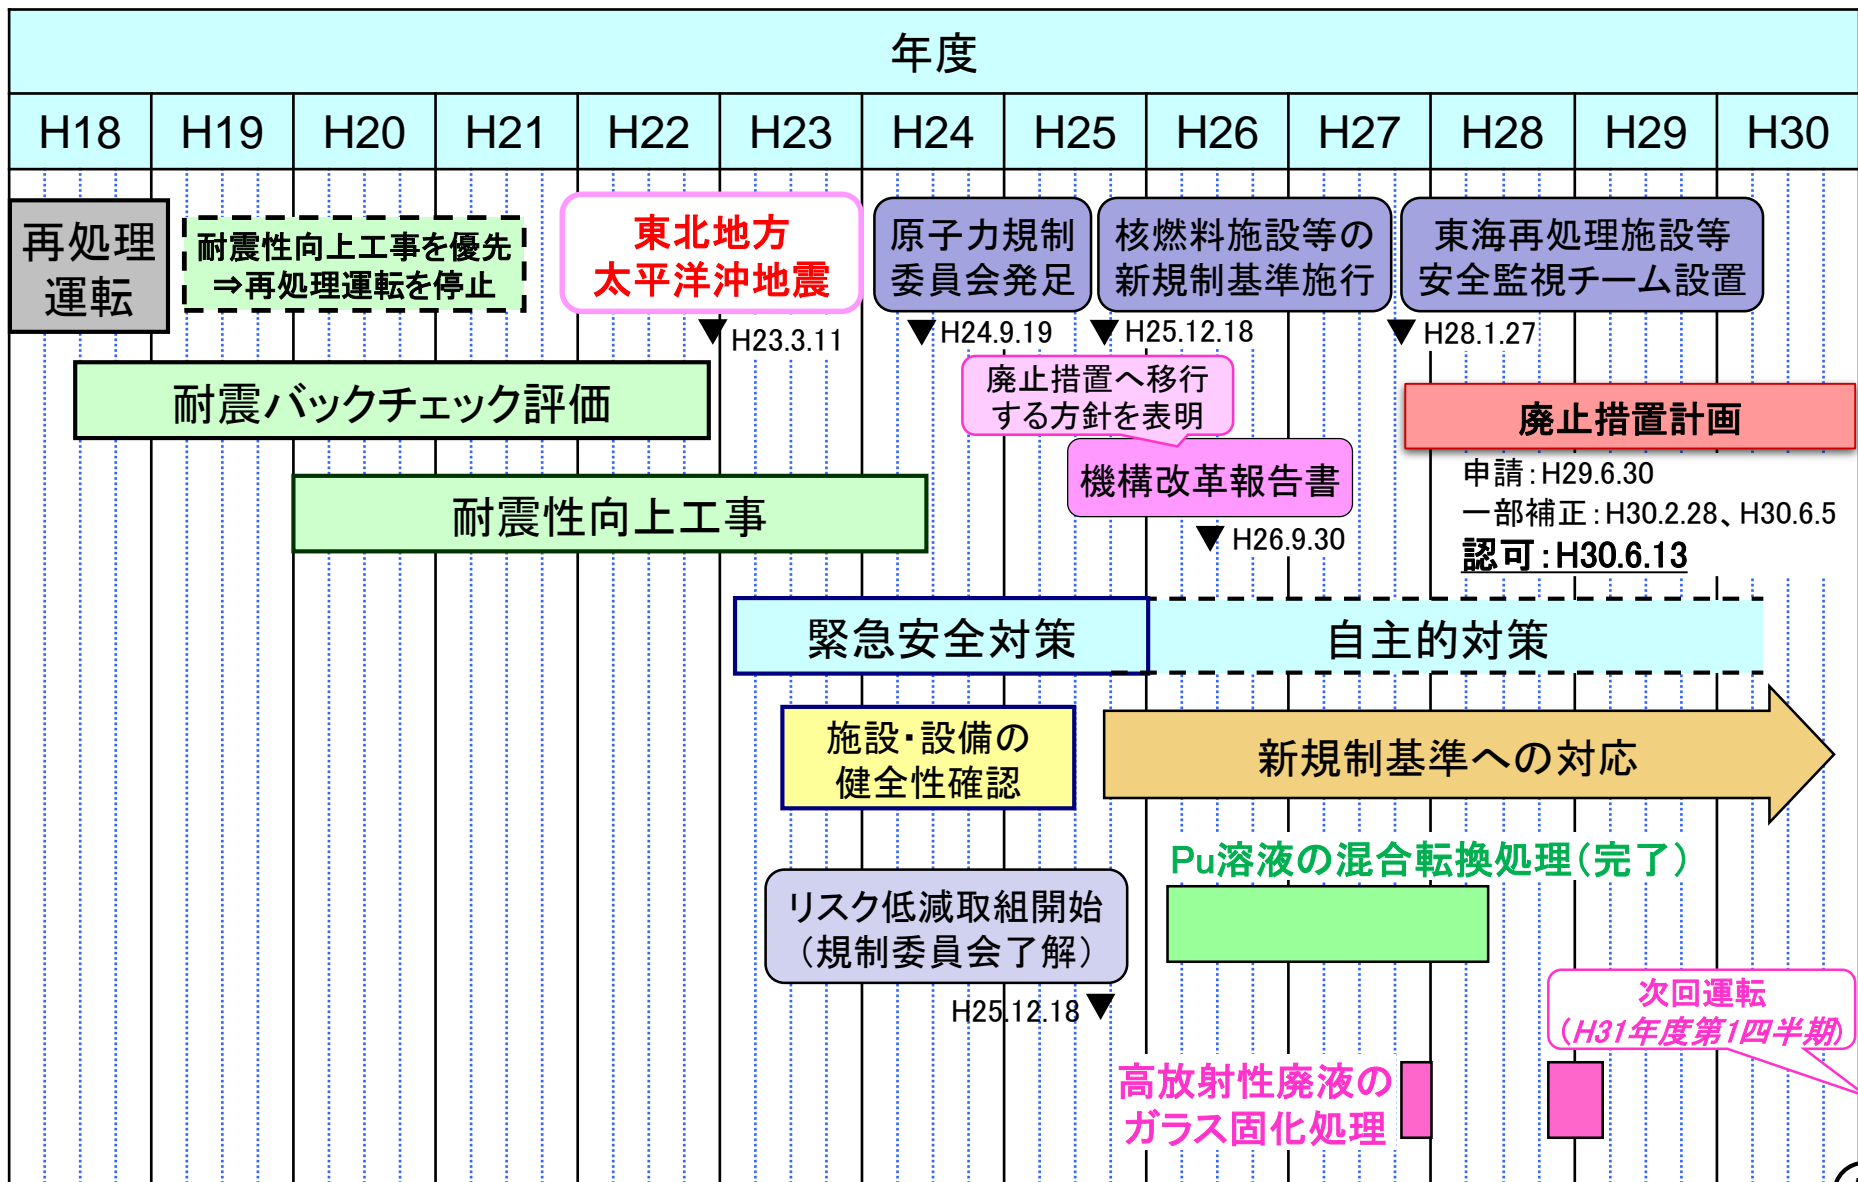 年度
H18 H19 H20 H21 H22 H23 H24 H25 H26 H27 H28 H29 H30
再処理
運転
耐震性向上工事を優先
⇒再処理運転を停止
東北地方
太平洋沖地震
H23.3.11
原子力規制
委員会発足
H24.9.19
核燃料施設等の
新規制基準施行
H25.12.18
東海再処理施設等
安全監視チーム設置
H28.1.27
耐震バックチェック評価
廃止措置へ移行
する方針を表明
機構改革報告書
H26.9.30
廃止措置計画
申請：H29.6.30
一部補正：H30.2.28、H30.6.5
認可：H30.6.13
耐震性向上工事
緊急安全対策
自主的対策
施設・設備の
健全性確認
新規制基準への対応
Pu溶液の混合転換処理（完了）
リスク低減取組開始
（規制委員会了解）
H25.12.18
次回運転
（H31年度第1四半期）
高放射性廃液の
ガラス固化処理